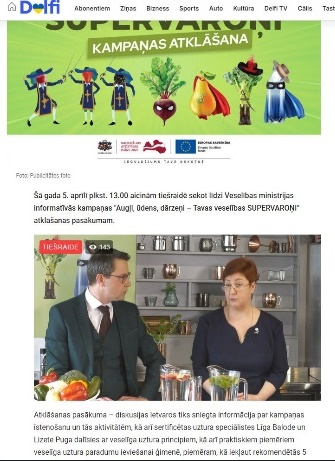 Delfi Abonentiem Ziņas Bizness Sports Auto Kultūra Delfi TV Cālis Tast
SUPERVAROŅI
KAMPAŅAS ATKLĀŠANA
IEGULDĪJUMS TAVĀ NĀKOTNĒ
Foto: Publicitātes foto
Šā gada 5. aprīlī plkst. 13.00 aicinām tiešraidē sekot līdzi Veselības ministrijas
informatīvās kampaņas "Augļi, ūdens, dārzeņi – Tavas veselības SUPERVAROŅI"
atklāšanas pasākumam.
TIEŠRAIDE 143
Atklāšanas pasākuma – diskusijas ietvaros tiks sniegta informācija par kampaņas
īstenošanu un tās aktivitātēm, kā arī sertificētas uztura speciālistes Līga Balode un
Lizete Puga dalīsies ar veselīga uztura principiem, kā arī praktiskiem piemēriem
veselīga uztura paradumu ieviešanai ģimenē, piemēram, kā iekļaut rekomendētās 5